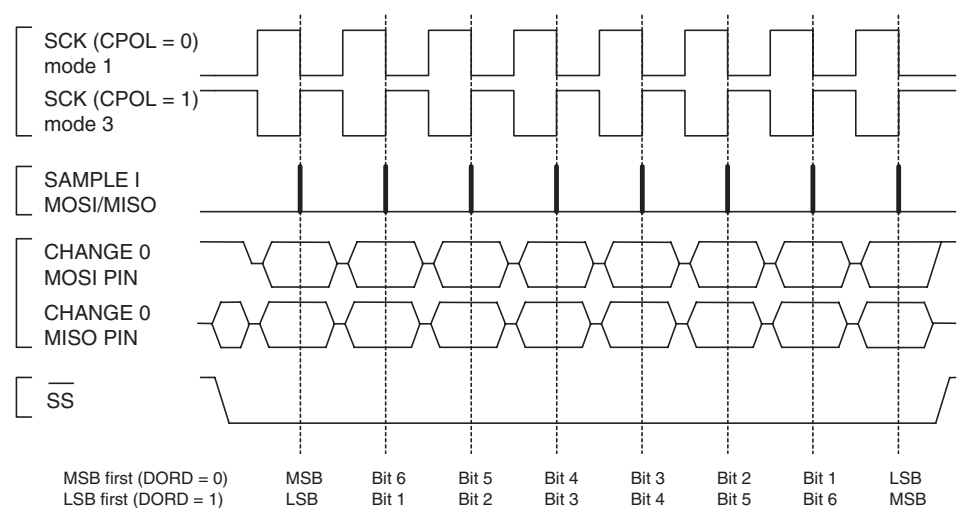 SCK (CPOL = 0)
mode 1
SCK (CPOL = 1)
mode 3
SAMPLE I
MOSI/MISO
CHANGE 0
MOSI PIN
CHANGE 0
MISO PIN
SS
MSB first (DORD = 0) MSB Bit 6 Bit 5 Bit 4 Bit 3 Bit 2 Bit 1 LSB
LSB first (DORD = 1) LSB Bit 1 Bit 2 Bit 3 Bit 4 Bit 5 Bit 6 MSB